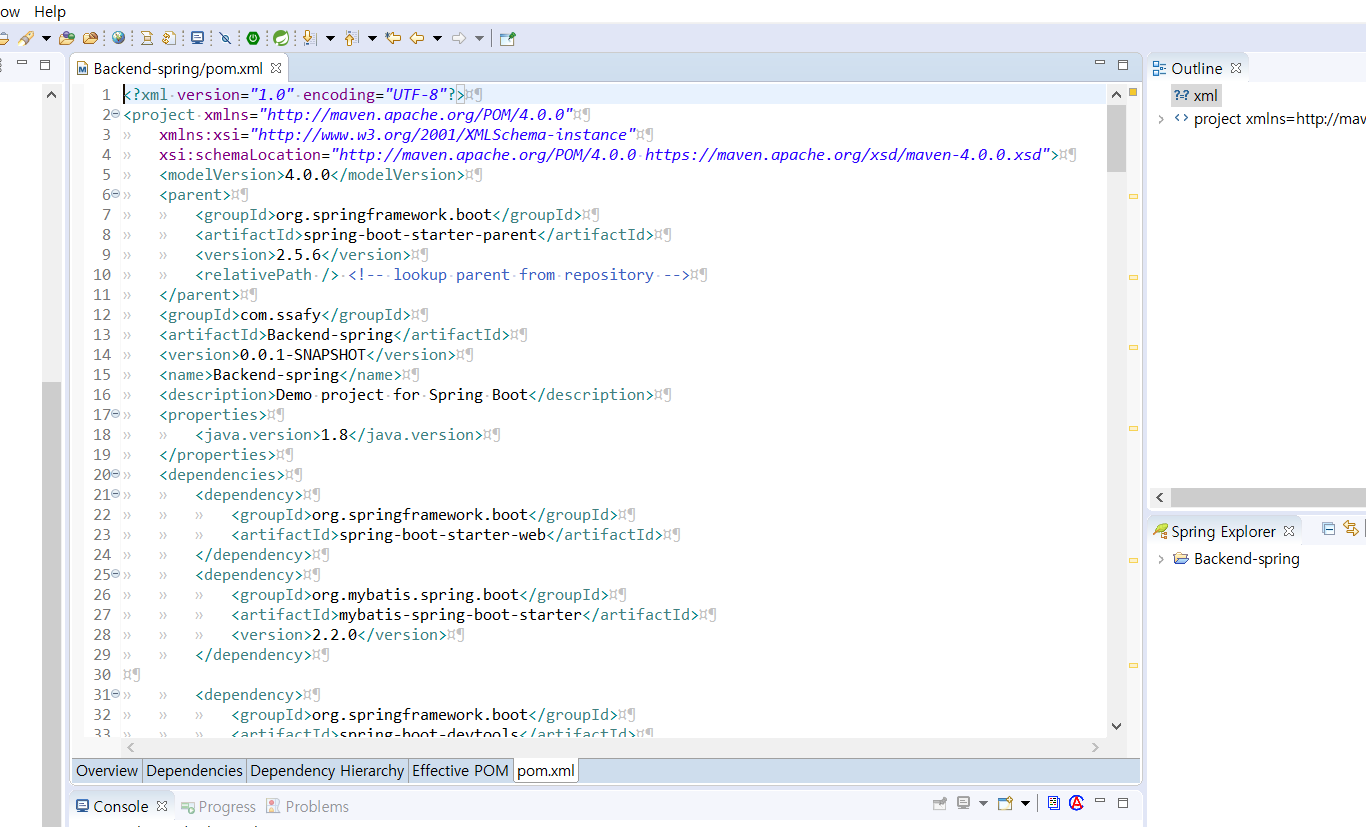 ow Help
Backend-spring/pom.xml
1 <?xml version="1.0" encoding="UTF-8"?>
2 <project xmlns="http://maven.apache.org/POM/4.0.0"
3 xmlns:xsi="http://www.w3.org/2001/XMLSchema-instance"
4 xsi:schemaLocation="http://maven.apache.org/POM/4.0.0 https://maven.apache.org/xsd/maven-4.0.0.xsd">
5 <modelVersion>4.0.0</modelVersion>
6 <parent>
7 <groupId>org.springframework.boot</groupId>
8 <artifactId>spring-boot-starter-parent</artifactId>
9 <version>2.5.6</version>
10 <relativePath /> <!-- lookup parent from repository -->
11 </parent>
12 <groupId>com.ssafy</groupId>
13 <artifactId>Backend-spring</artifactId>
14 <version>0.0.1-SNAPSHOT</version>
15 <name>Backend-spring</name>
16 <description>Demo project for Spring Boot</description>
17 <properties>
18 <java.version>1.8</java.version>
19 </properties>
20 <dependencies>
21 <dependency>
22 <groupId>org.springframework.boot</groupId>
23 <artifactId>spring-boot-starter-web</artifactId>
24 </dependency>
25 <dependency>
26 <groupId>org.mybatis.spring.boot</groupId>
27 <artifactId>mybatis-spring-boot-starter</artifactId>
28 <version>2.2.0</version>
29 </dependency>
30
31 <dependency>
32 <groupId>org.springframework.boot</groupId>
33 <artifactId>spring-boot-devtools</artifactId>
Overview Dependencies Dependency Hierarchy Effective POM pom.xml
Console Progress Problems
Outline
?=? xml
project xmlns=http://mav
Spring Explorer
Backend-spring